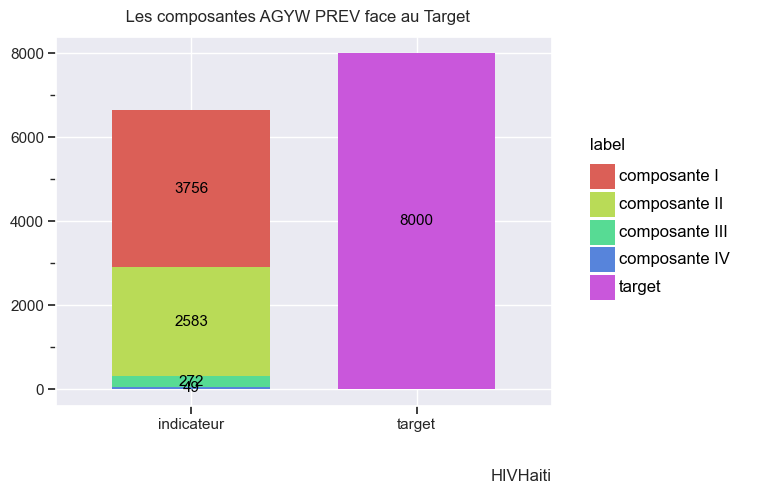 Les composantes AGYW PREV face au Target
8000
6000
4000
2000
0
3756
2583
272
49
8000
indicateur
target
label
composante I
composante II
composante III
composante IV
target
HIVHaiti